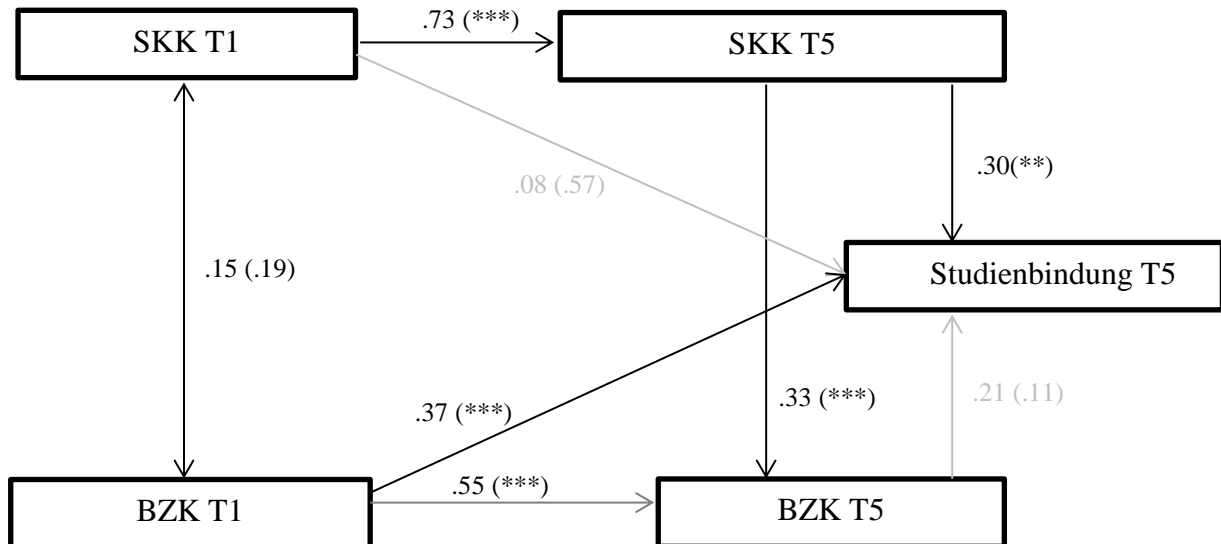 SKK T1
.73 (***)
SKK T5
.08 (.57)
.30(**)
.15 (.19)
Studienbindung T5
.37 (***)
.33 (***)
.21 (.11)
BZK T1
.55 (***)
BZK T5